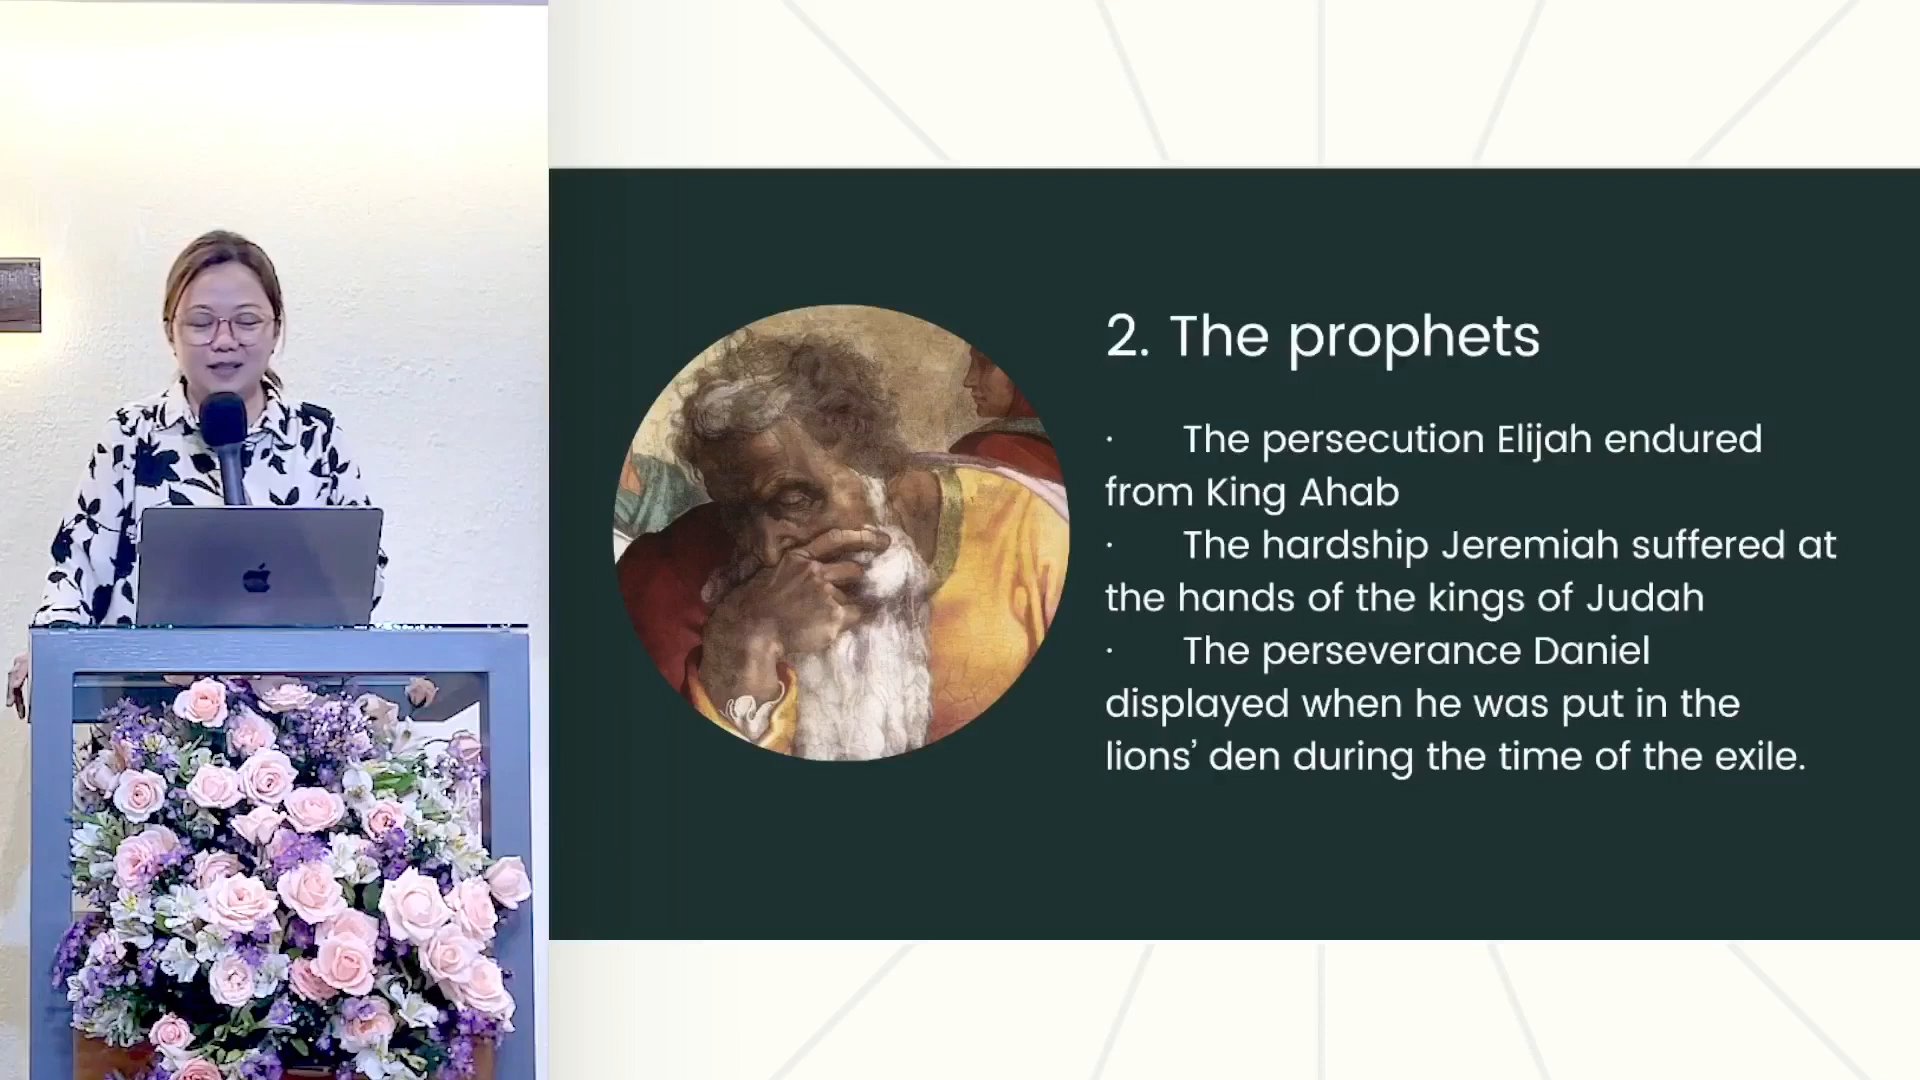 2. The prophets
· The persecution Elijah endured
from King Ahab
· The hardship Jeremiah suffered at
the hands of the kings of Judah
· The perseverance Daniel
displayed when he was put in the
lions’ den during the time of the exile.